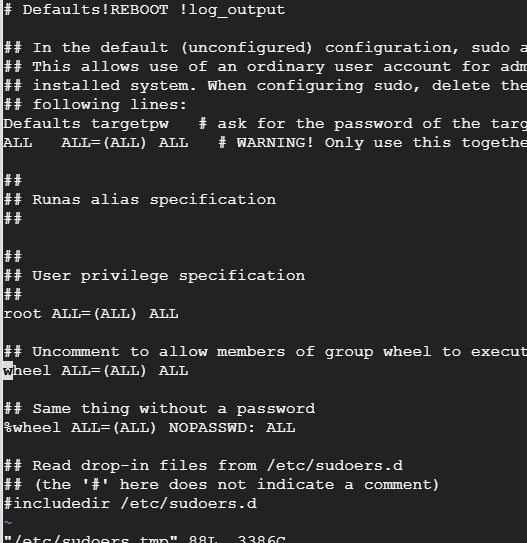 # Defaults!REBOOT !log_output
## In the default (unconfigured) configuration, sudo a
## This allows use of an ordinary user account for adm
## installed system. When configuring sudo, delete the
## following lines:
Defaults targetpw   # ask for the password of the targ
ALL   ALL=(ALL) ALL   # WARNING! Only use this togethe
##
## Runas alias specification
##
##
## User privilege specification
##
root ALL=(ALL) ALL
## Uncomment to allow members of group wheel to execut
wheel ALL=(ALL) ALL
## Same thing without a password
%wheel ALL=(ALL) NOPASSWD: ALL
## Read drop-in files from /etc/sudoers.d
## (the '#' here does not indicate a comment)
#includedir /etc/sudoers.d
~
"/etc/sudoers.tmp" 88L, 3386C